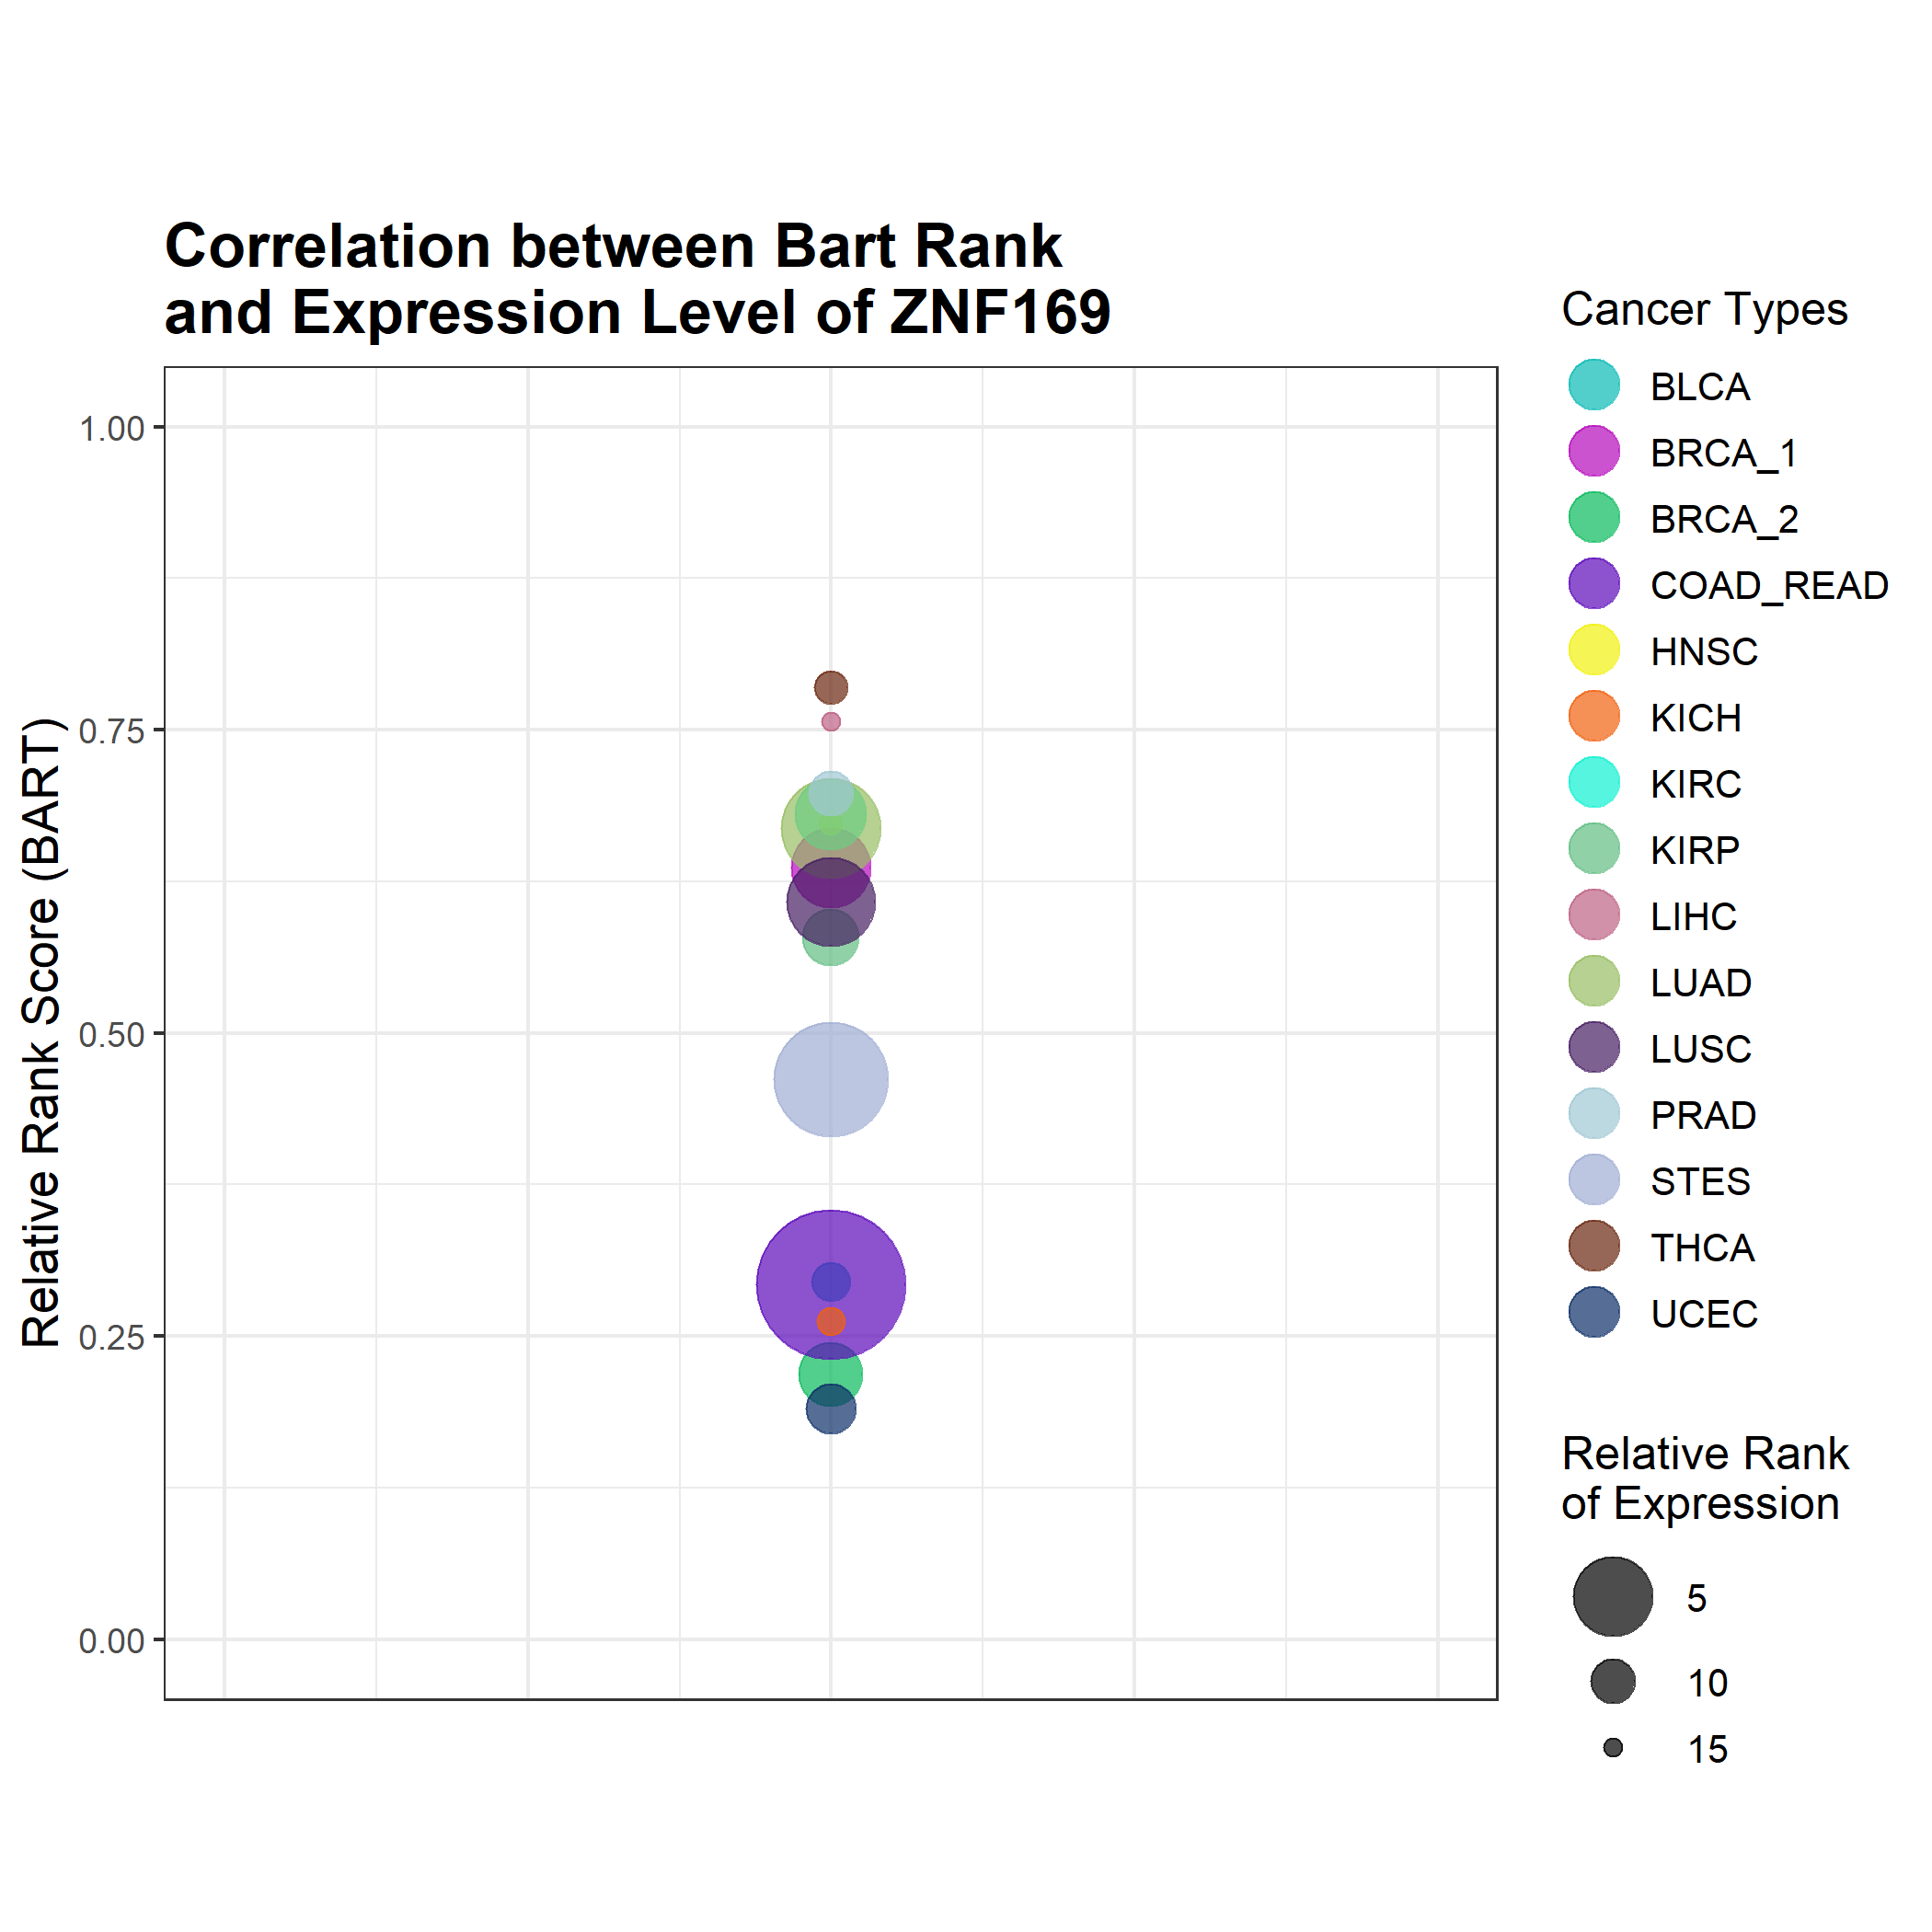 Correlation between Bart Rank
and Expression Level of ZNF169
Relative Rank Score (BART)
1.00
0.75
0.50
0.25
0.00
Cancer Types
BLCA
BRCA_1
BRCA_2
COAD_READ
HNSC
KICH
KIRC
KIRP
LIHC
LUAD
LUSC
PRAD
STES
THCA
UCEC
Relative Rank
of Expression
5
10
15